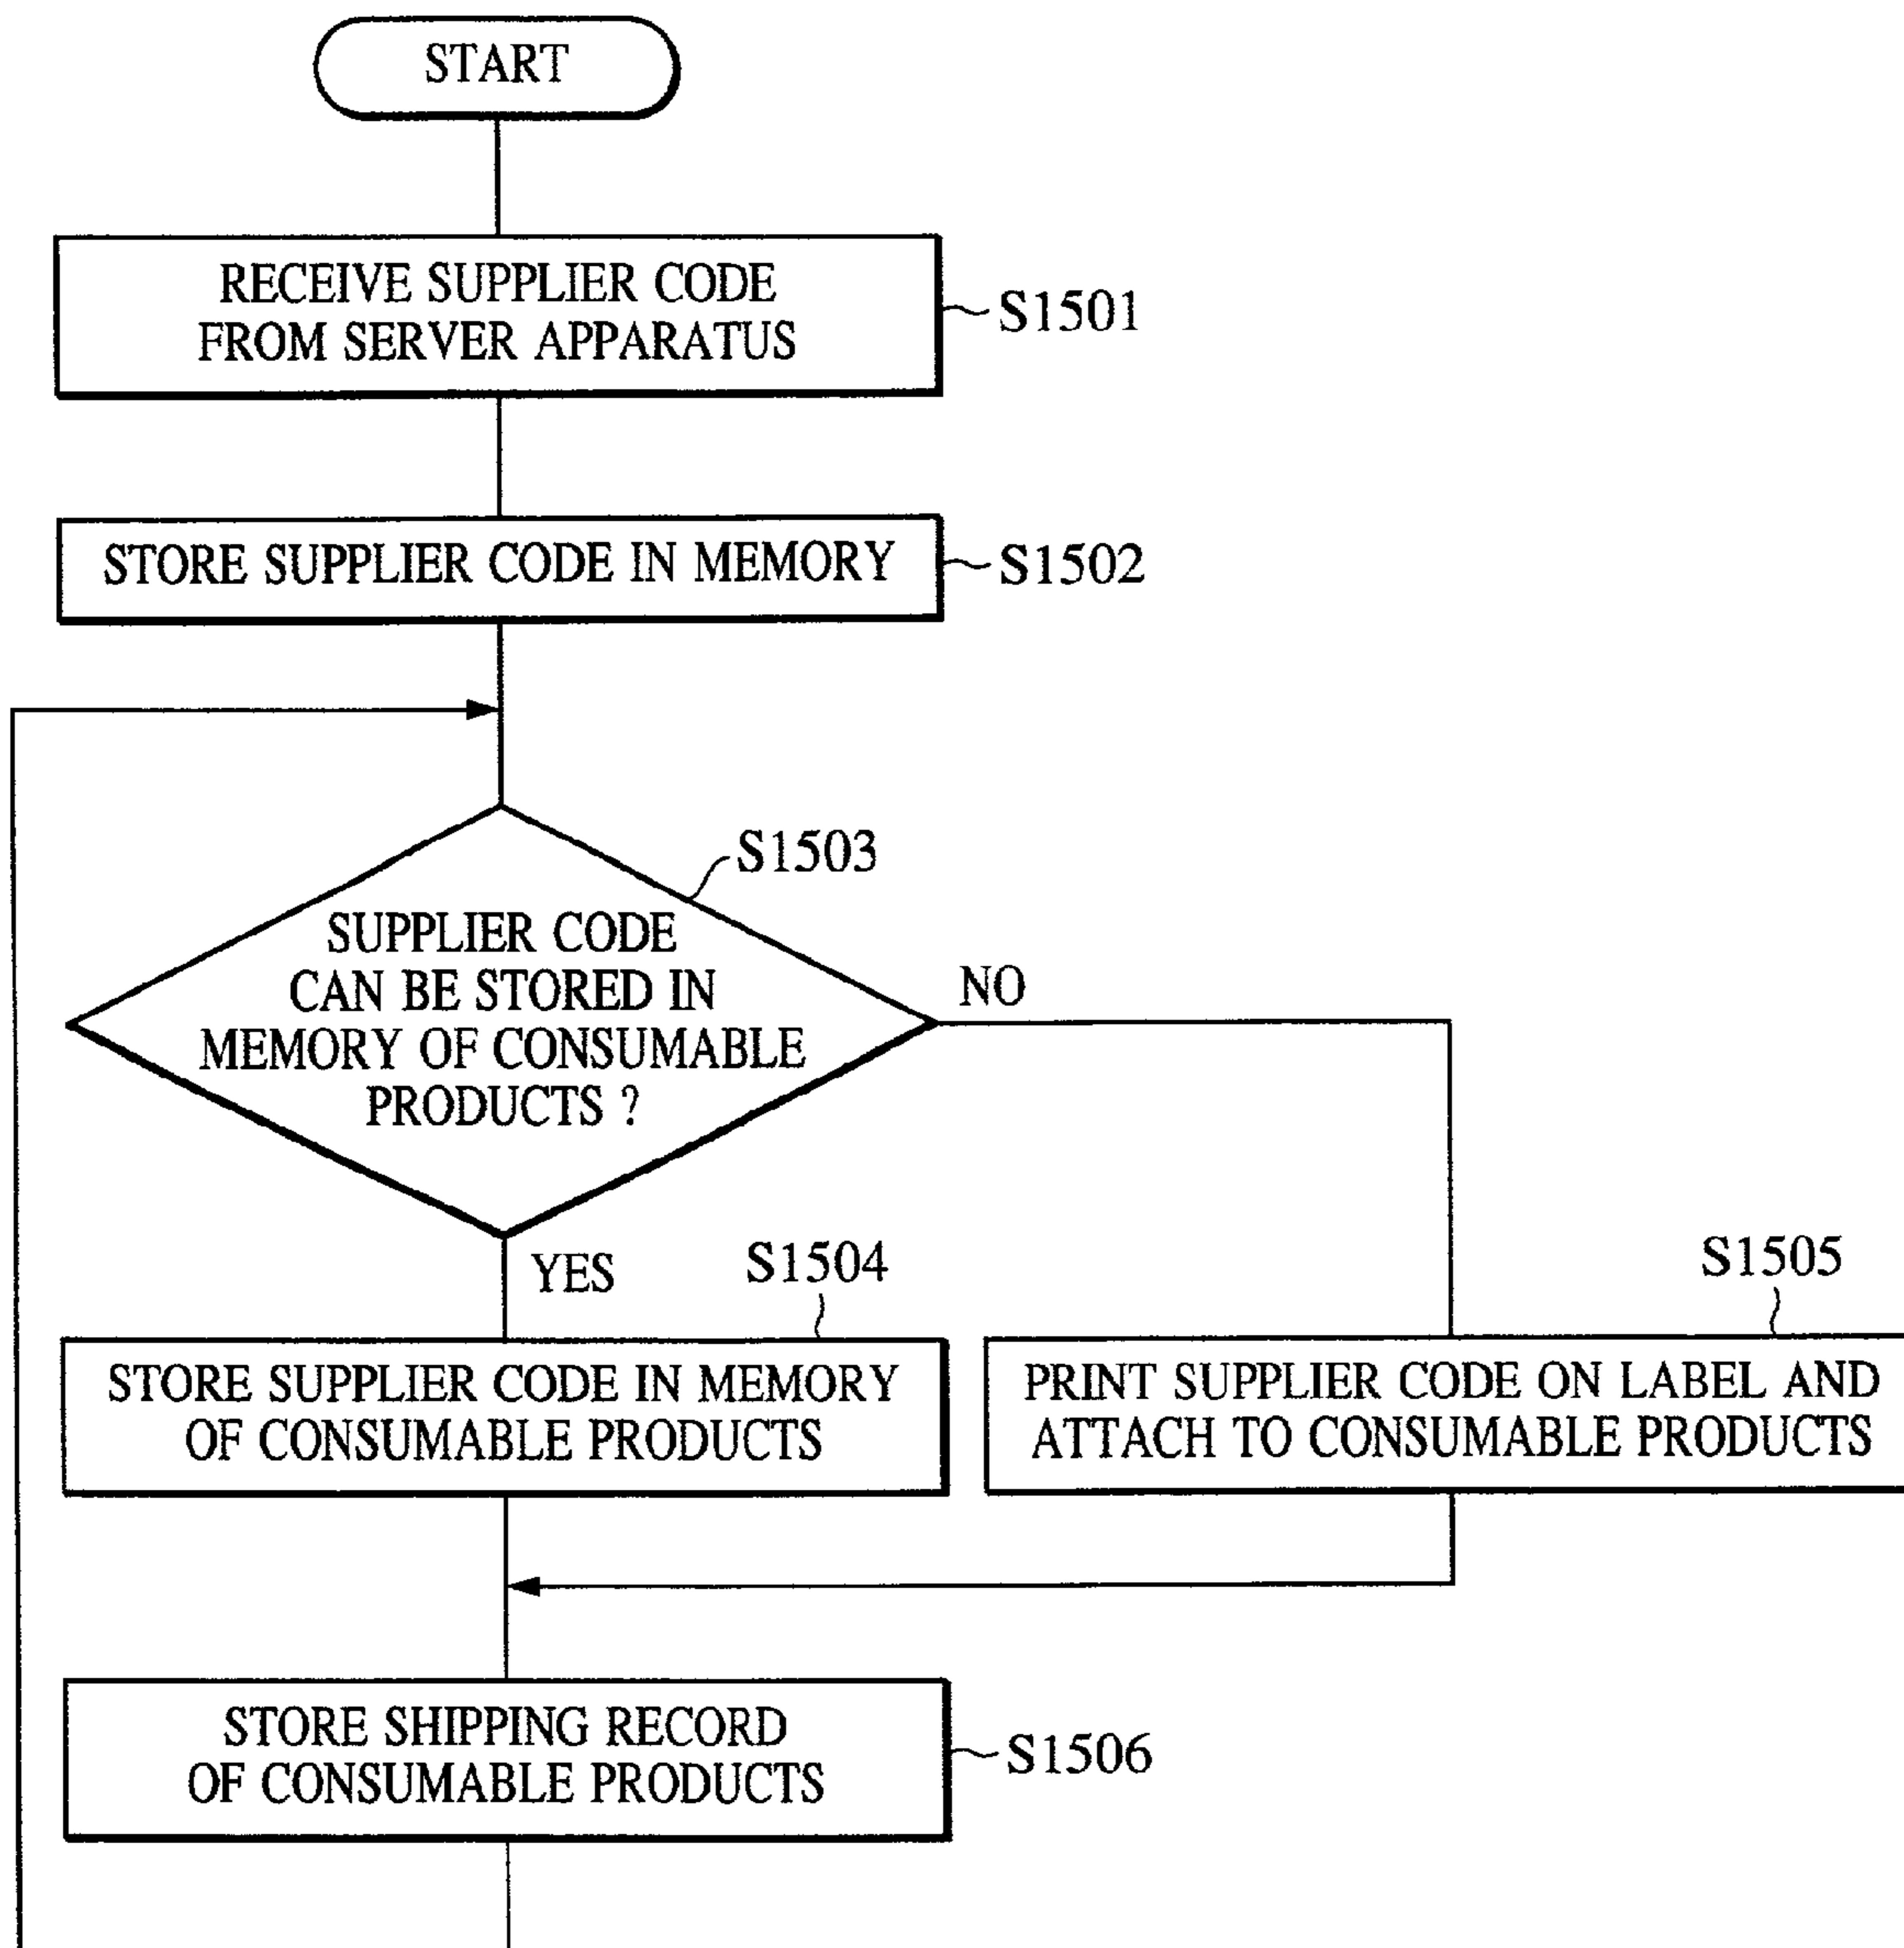 START
RECEIVE SUPPLIER CODE
FROM SERVER APPARATUS
S1501
STORE SUPPLIER CODE IN MEMORY
S1502
S1503
SUPPLIER CODE
CAN BE STORED IN
MEMORY OF CONSUMABLE
PRODUCTS ?
NO
YES
S1504
STORE SUPPLIER CODE IN MEMORY
OF CONSUMABLE PRODUCTS
S1505
PRINT SUPPLIER CODE ON LABEL AND
ATTACH TO CONSUMABLE PRODUCTS
STORE SHIPPING RECORD
OF CONSUMABLE PRODUCTS
S1506